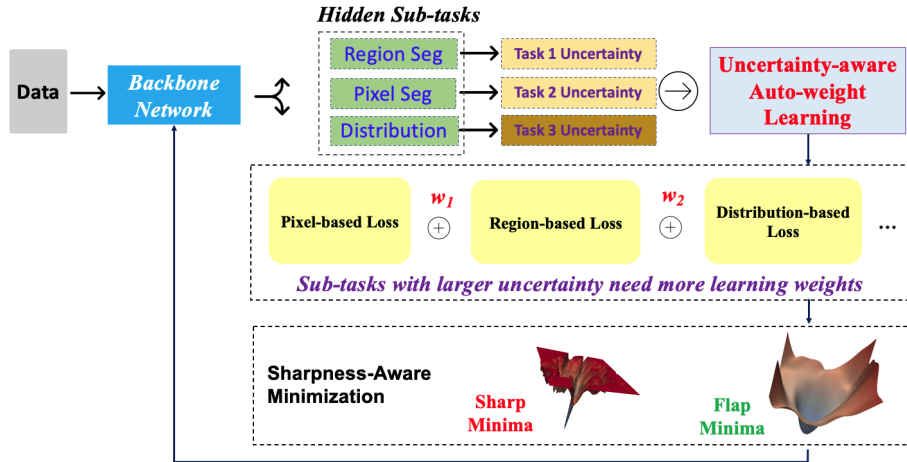 Hidden Sub-tasks
Data
Backbone
Network
Region Seg
Pixel Seg
Distribution
Task 1 Uncertainty
Task 2 Uncertainty
Task 3 Uncertainty
Uncertainty-aware
Auto-weight
Learning
Pixel-based Loss
w1
+
Region-based Loss
w2
+
Distribution-based
Loss
...
Sub-tasks with larger uncertainty need more learning weights
Sharpness-Aware
Minimization
Sharp
Minima
Flap
Minima